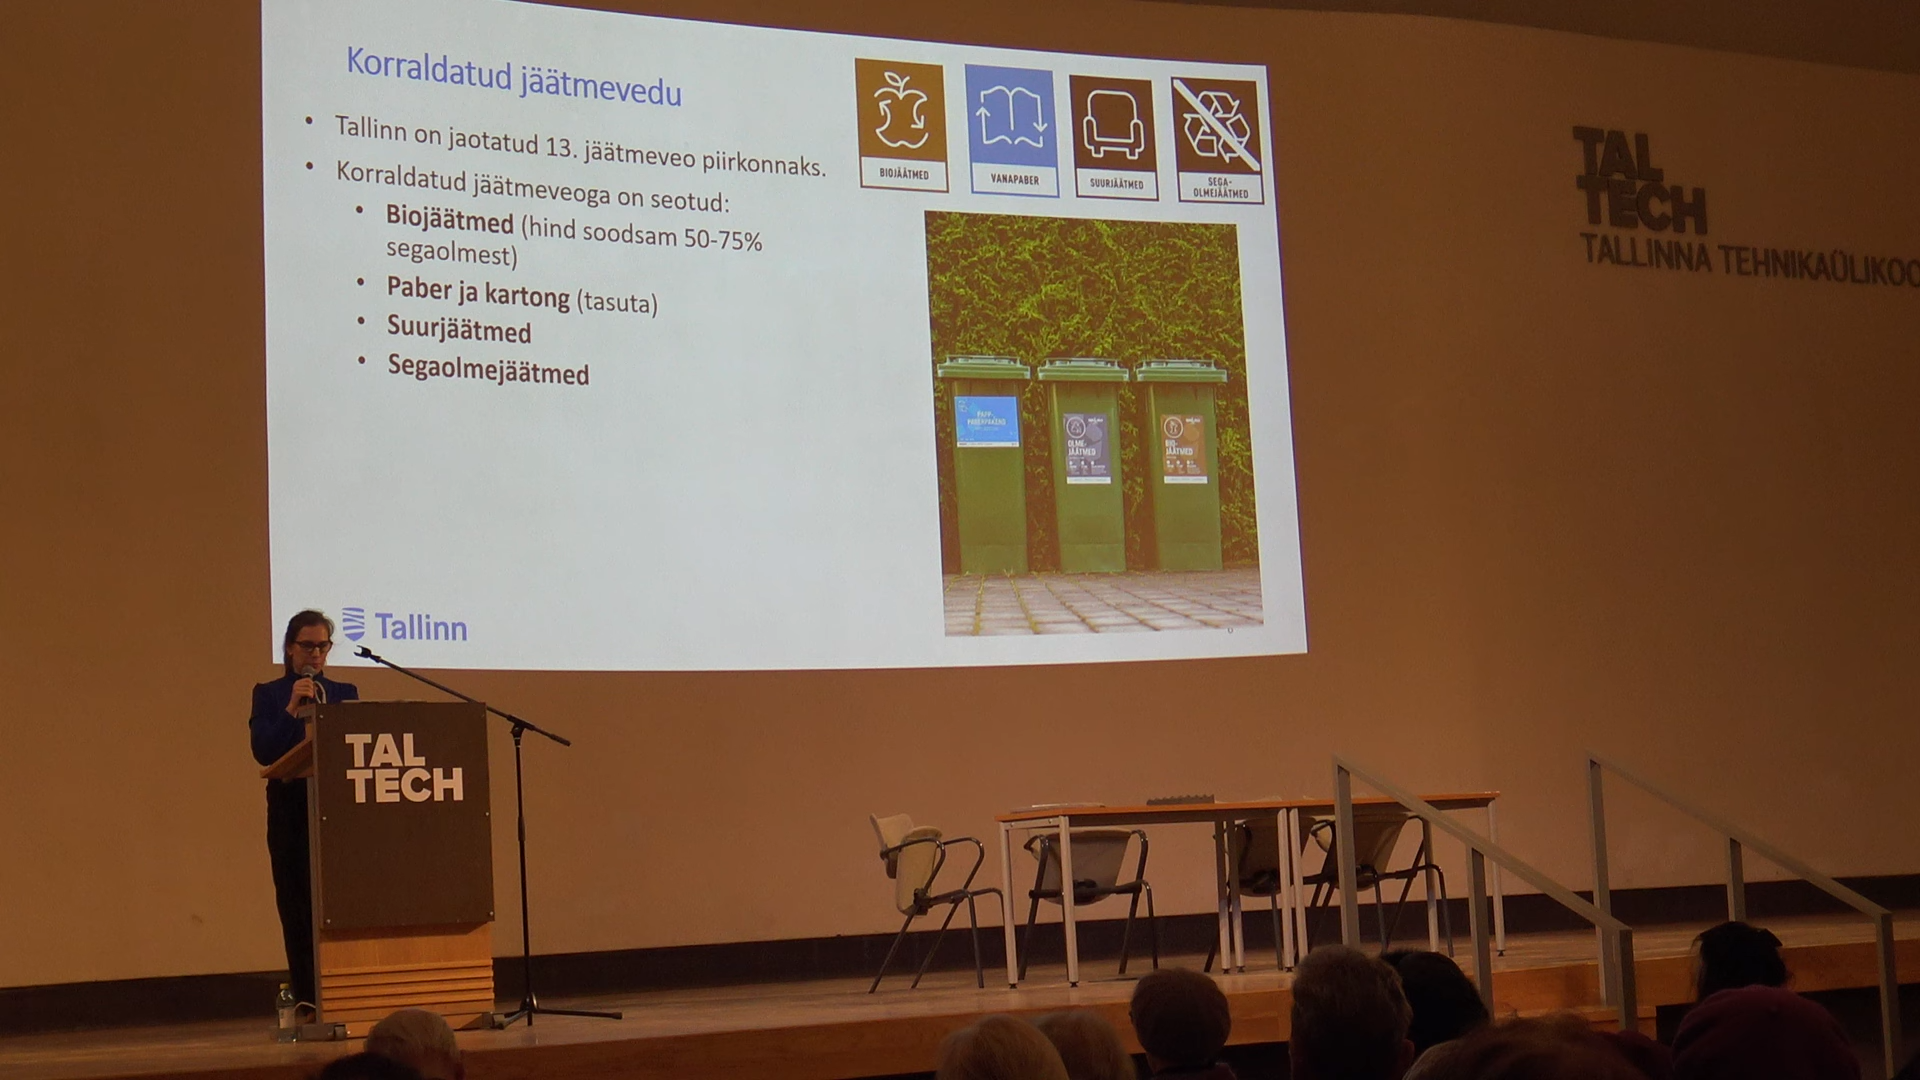 Korraldatud jäätmevedu
• Tallinn on jaotatud 13. jäätmeveo piirkonnaks.
• Korraldatud jäätmeveoga on seotud:
• Biojäätmed (hind soodsam 50-75%
segaolmest)
• Paber ja kartong (tasuta)
• Suurjäätmed
• Segaolmejäätmed
BIOJÄÄTMED
VANAPABER
SUURJÄÄTMED
SEGA-
OLMEJÄÄTMED
OLME-
JÄÄTMED
BIO-
JÄÄTMED
Tallinn
TAL
TECH
TALLINNA TEHNIKAÜLIKOO
TAL
TECH